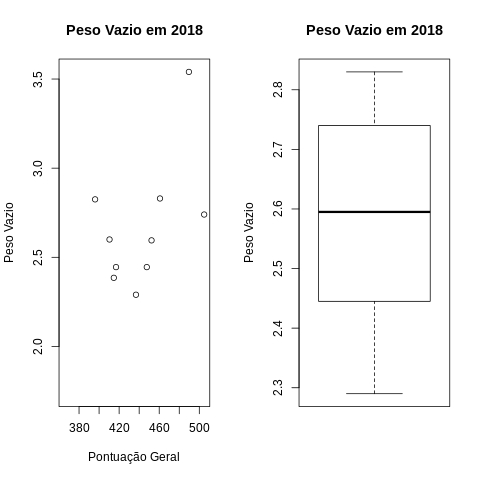 Peso Vazio em 2018
Peso Vazio
3.5
3.0
2.5
2.0
380
420
460
500
Pontuação Geral
Peso Vazio em 2018
Peso Vazio
2.8
2.7
2.6
2.5
2.4
2.3